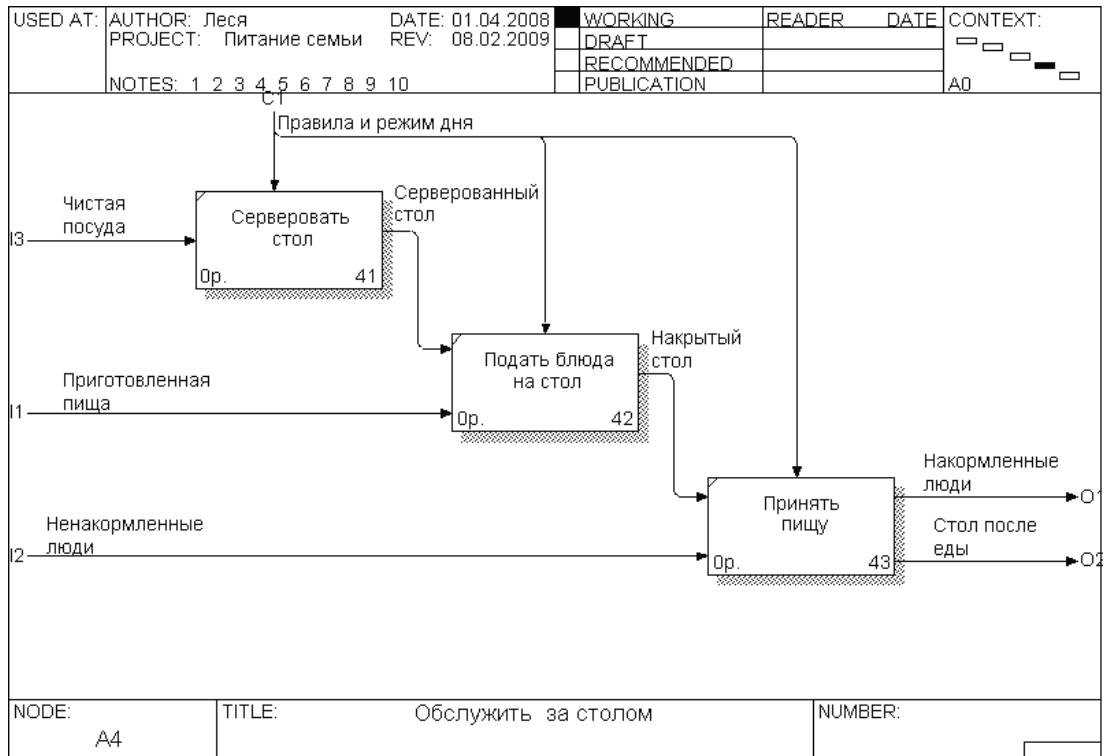 USED AT:
AUTHOR: Леся
DATE: 01.04.2008
PROJECT: Питание семьи
REV: 08.02.2009
NOTES: 1 2 3 4 5 6 7 8 9 10
WORKING
DRAFT
RECOMMENDED
PUBLICATION
READER DATE
CONTEXT:
A0
C1
Правила и режим дня
Чистая
посуда
I3
Серверовать
стол
0р. 41
Серверованный
стол
Подать блюда
на стол
0р. 42
Накрытый
стол
Приготовленная
пища
I1
Принять
пищу
0р. 43
Накормленные
люди
O1
Стол после
еды
O2
Ненакормленные
люди
I2
NODE:
A4
TITLE:
Обслужить за столом
NUMBER: